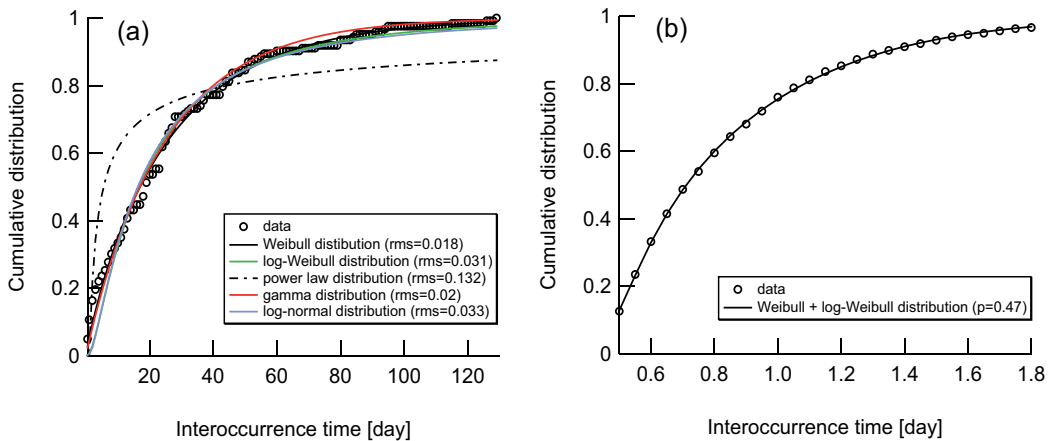 (a)
Cumulative distribution
1
0.8
0.6
0.4
0.2
0
20
40
60
80
100
120
Interoccurrence time [day]
data
Weibull distibution (rms=0.018)
log-Weibull distribution (rms=0.031)
power law distribution (rms=0.132)
gamma distribution (rms=0.02)
log-normal distribution (rms=0.033)
(b)
Cumulative distribution
1
0.8
0.6
0.4
0.2
0
0.6
0.8
1.0
1.2
1.4
1.6
1.8
Interoccurrence time [day]
data
Weibull + log-Weibull distribution (p=0.47)